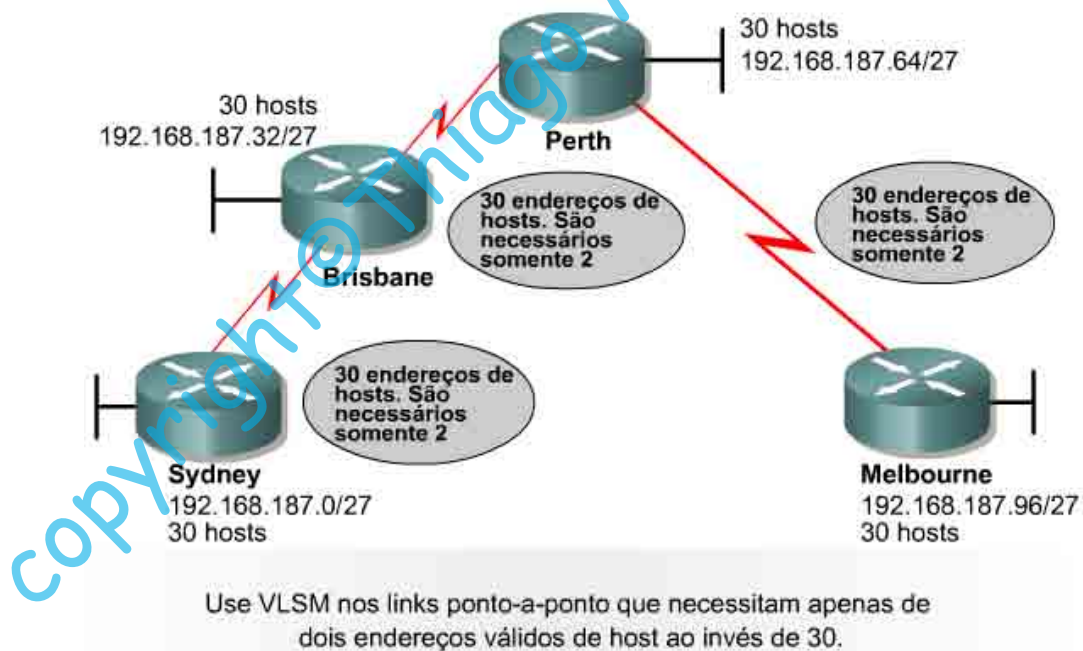 30 hosts
192.168.187.64/27
Perth
30 hosts
192.168.187.32/27
Brisbane
30 endereços de
hosts. São
necessários
somente 2
30 endereços de
hosts. São
necessários
somente 2
30 endereços de
hosts. São
necessários
somente 2
Sydney
192.168.187.0/27
30 hosts
Melbourne
192.168.187.96/27
30 hosts
Use VLSM nos links ponto-a-ponto que necessitam apenas de
dois endereços válidos de host ao invés de 30.
copyright © Thiago